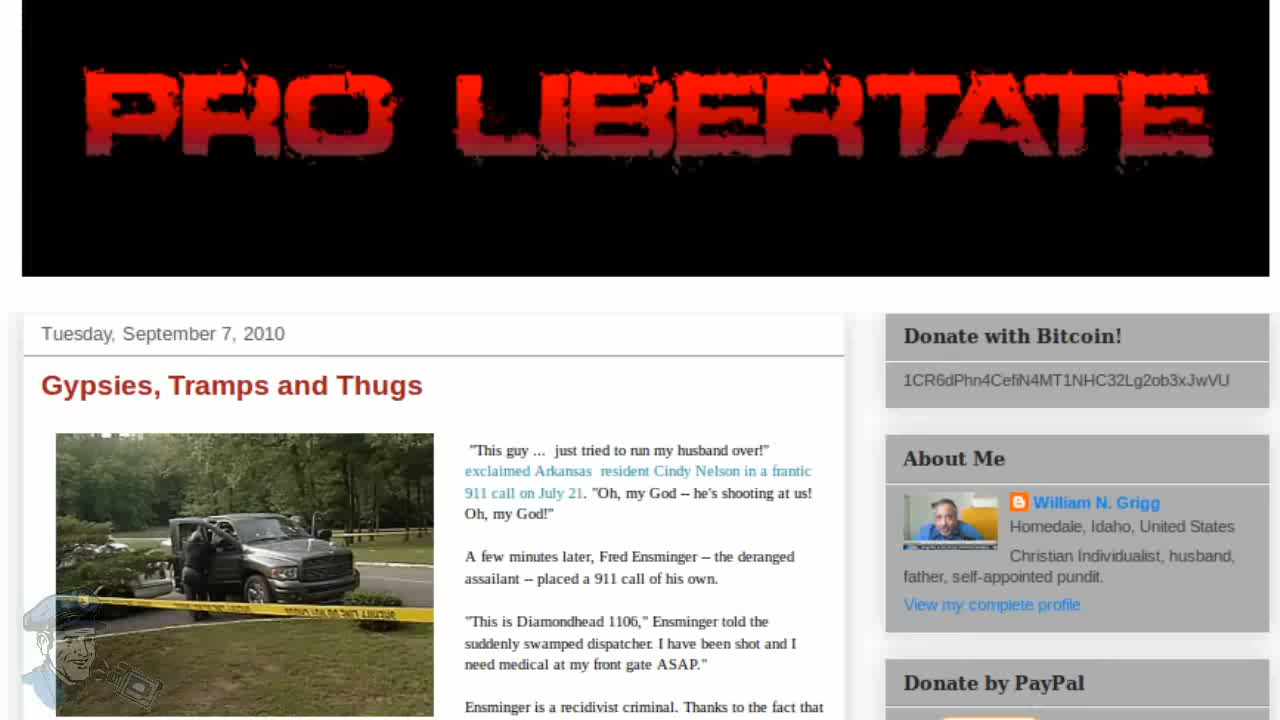 PRO LIBERTATE
Tuesday, September 7, 2010
Gypsies, Tramps and Thugs
"This guy ... just tried to run my husband over!"
exclaimed Arkansas resident Cindy Nelson in a frantic
911 call on July 21. "Oh, my God -- he's shooting at us!
Oh, my God!"
A few minutes later, Fred Ensminger -- the deranged
assailant -- placed a 911 call of his own.
"This is Diamondhead 1106," Ensminger told the
suddenly swamped dispatcher. I have been shot and I
need medical at my front gate ASAP."
Ensminger is a recidivist criminal. Thanks to the fact that
Donate with Bitcoin!
1CR6dPhn4CefiN4MT1NHC32Lg2ob3xJwVU
About Me
William N. Grigg
Homedale, Idaho, United States
Christian Individualist, husband,
father, self-appointed pundit.
View my complete profile
Donate by PayPal